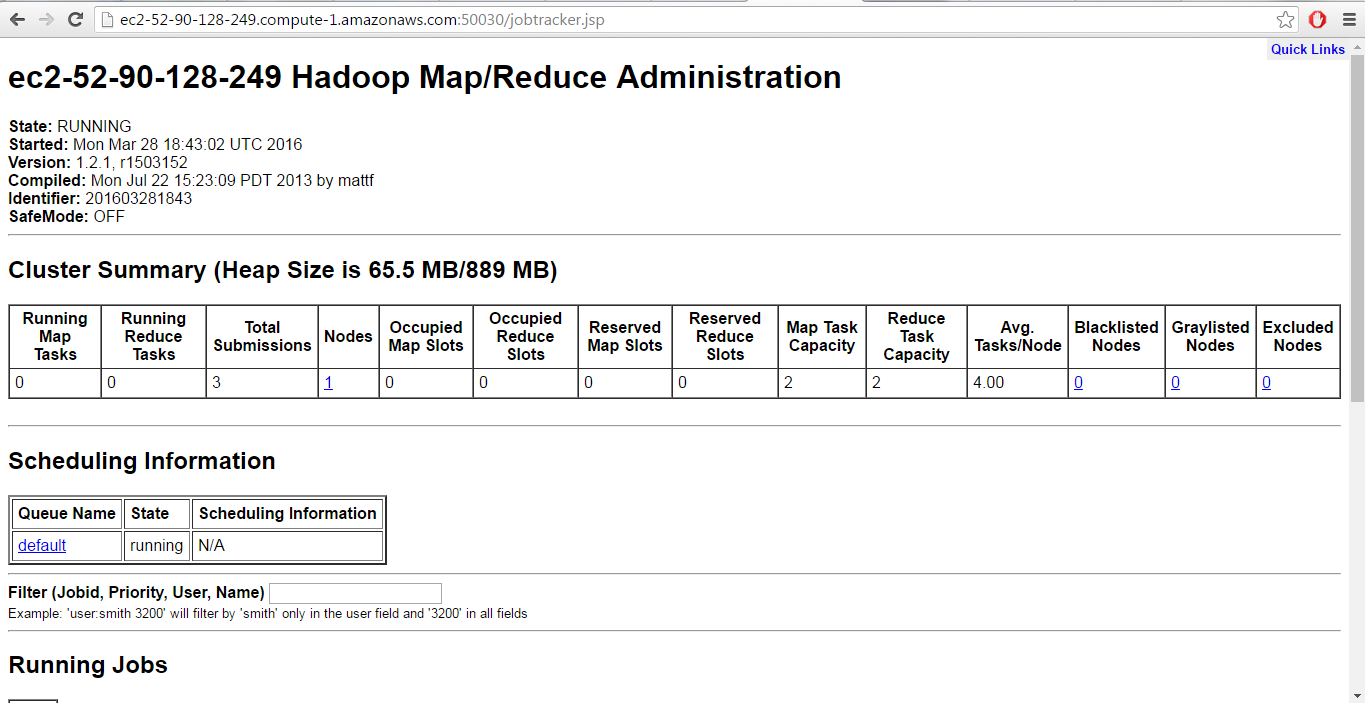 ec2-52-90-128-249.compute-1.amazonaws.com:50030/jobtracker.jsp
Quick Links
ec2-52-90-128-249 Hadoop Map/Reduce Administration
State: RUNNING
Started: Mon Mar 28 18:43:02 UTC 2016
Version: 1.2.1, r1503152
Compiled: Mon Jul 22 15:23:09 PDT 2013 by mattf
Identifier: 201603281843
SafeMode: OFF
Cluster Summary (Heap Size is 65.5 MB/889 MB)
Running Map Tasks Running Reduce Tasks Total Submissions Nodes Occupied Map Slots Occupied Reduce Slots Reserved Map Slots Reserved Reduce Slots Map Task Capacity Reduce Task Capacity Avg. Tasks/Node Blacklisted Nodes Graylisted Nodes Excluded Nodes
0 0 3 1 0 0 0 0 2 2 4.00 0 0 0
Scheduling Information
Queue Name State Scheduling Information
default running N/A
Filter (Jobid, Priority, User, Name)
Example: 'user:smith 3200' will filter by 'smith' only in the user field and '3200' in all fields
Running Jobs